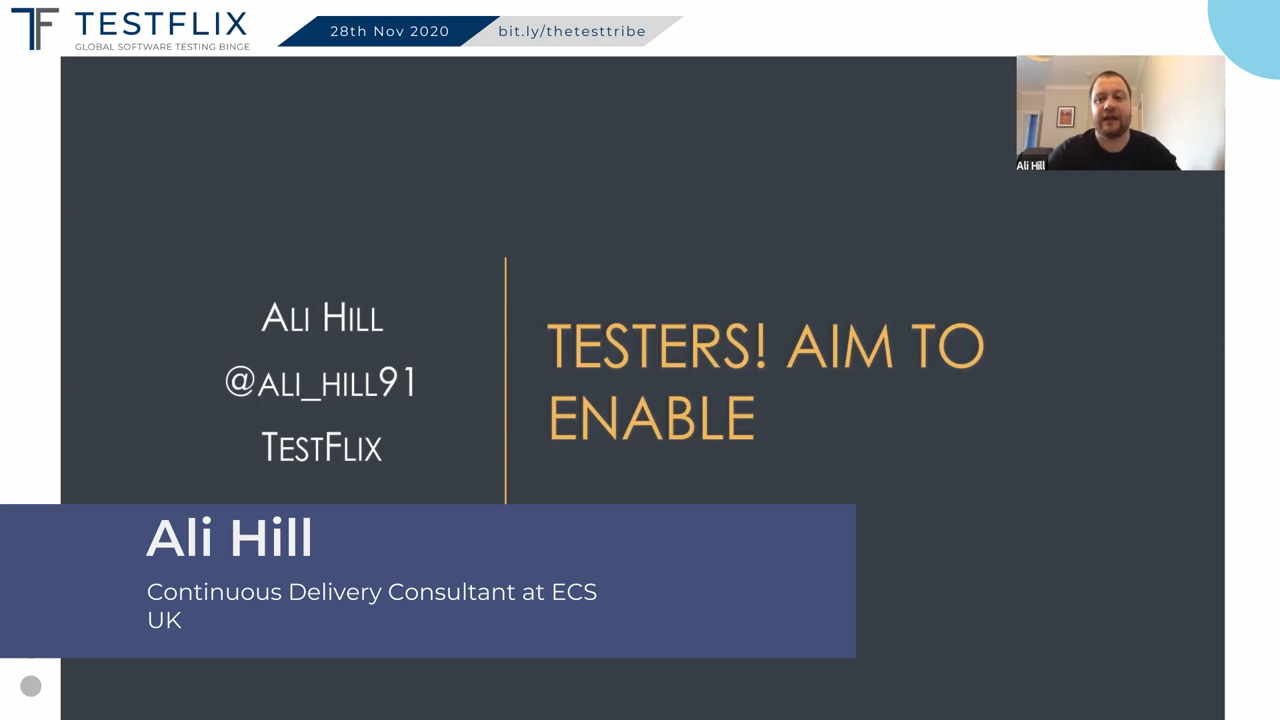 TF TESTFLIX
GLOBAL SOFTWARE TESTING BINGE
28th Nov 2020
bit.ly/thetesttribe
Ali Hill
ALI HILL
@ALI_HILL91
TESTFLIX
TESTERS! AIM TO
ENABLE
Ali Hill
Continuous Delivery Consultant at ECS
UK